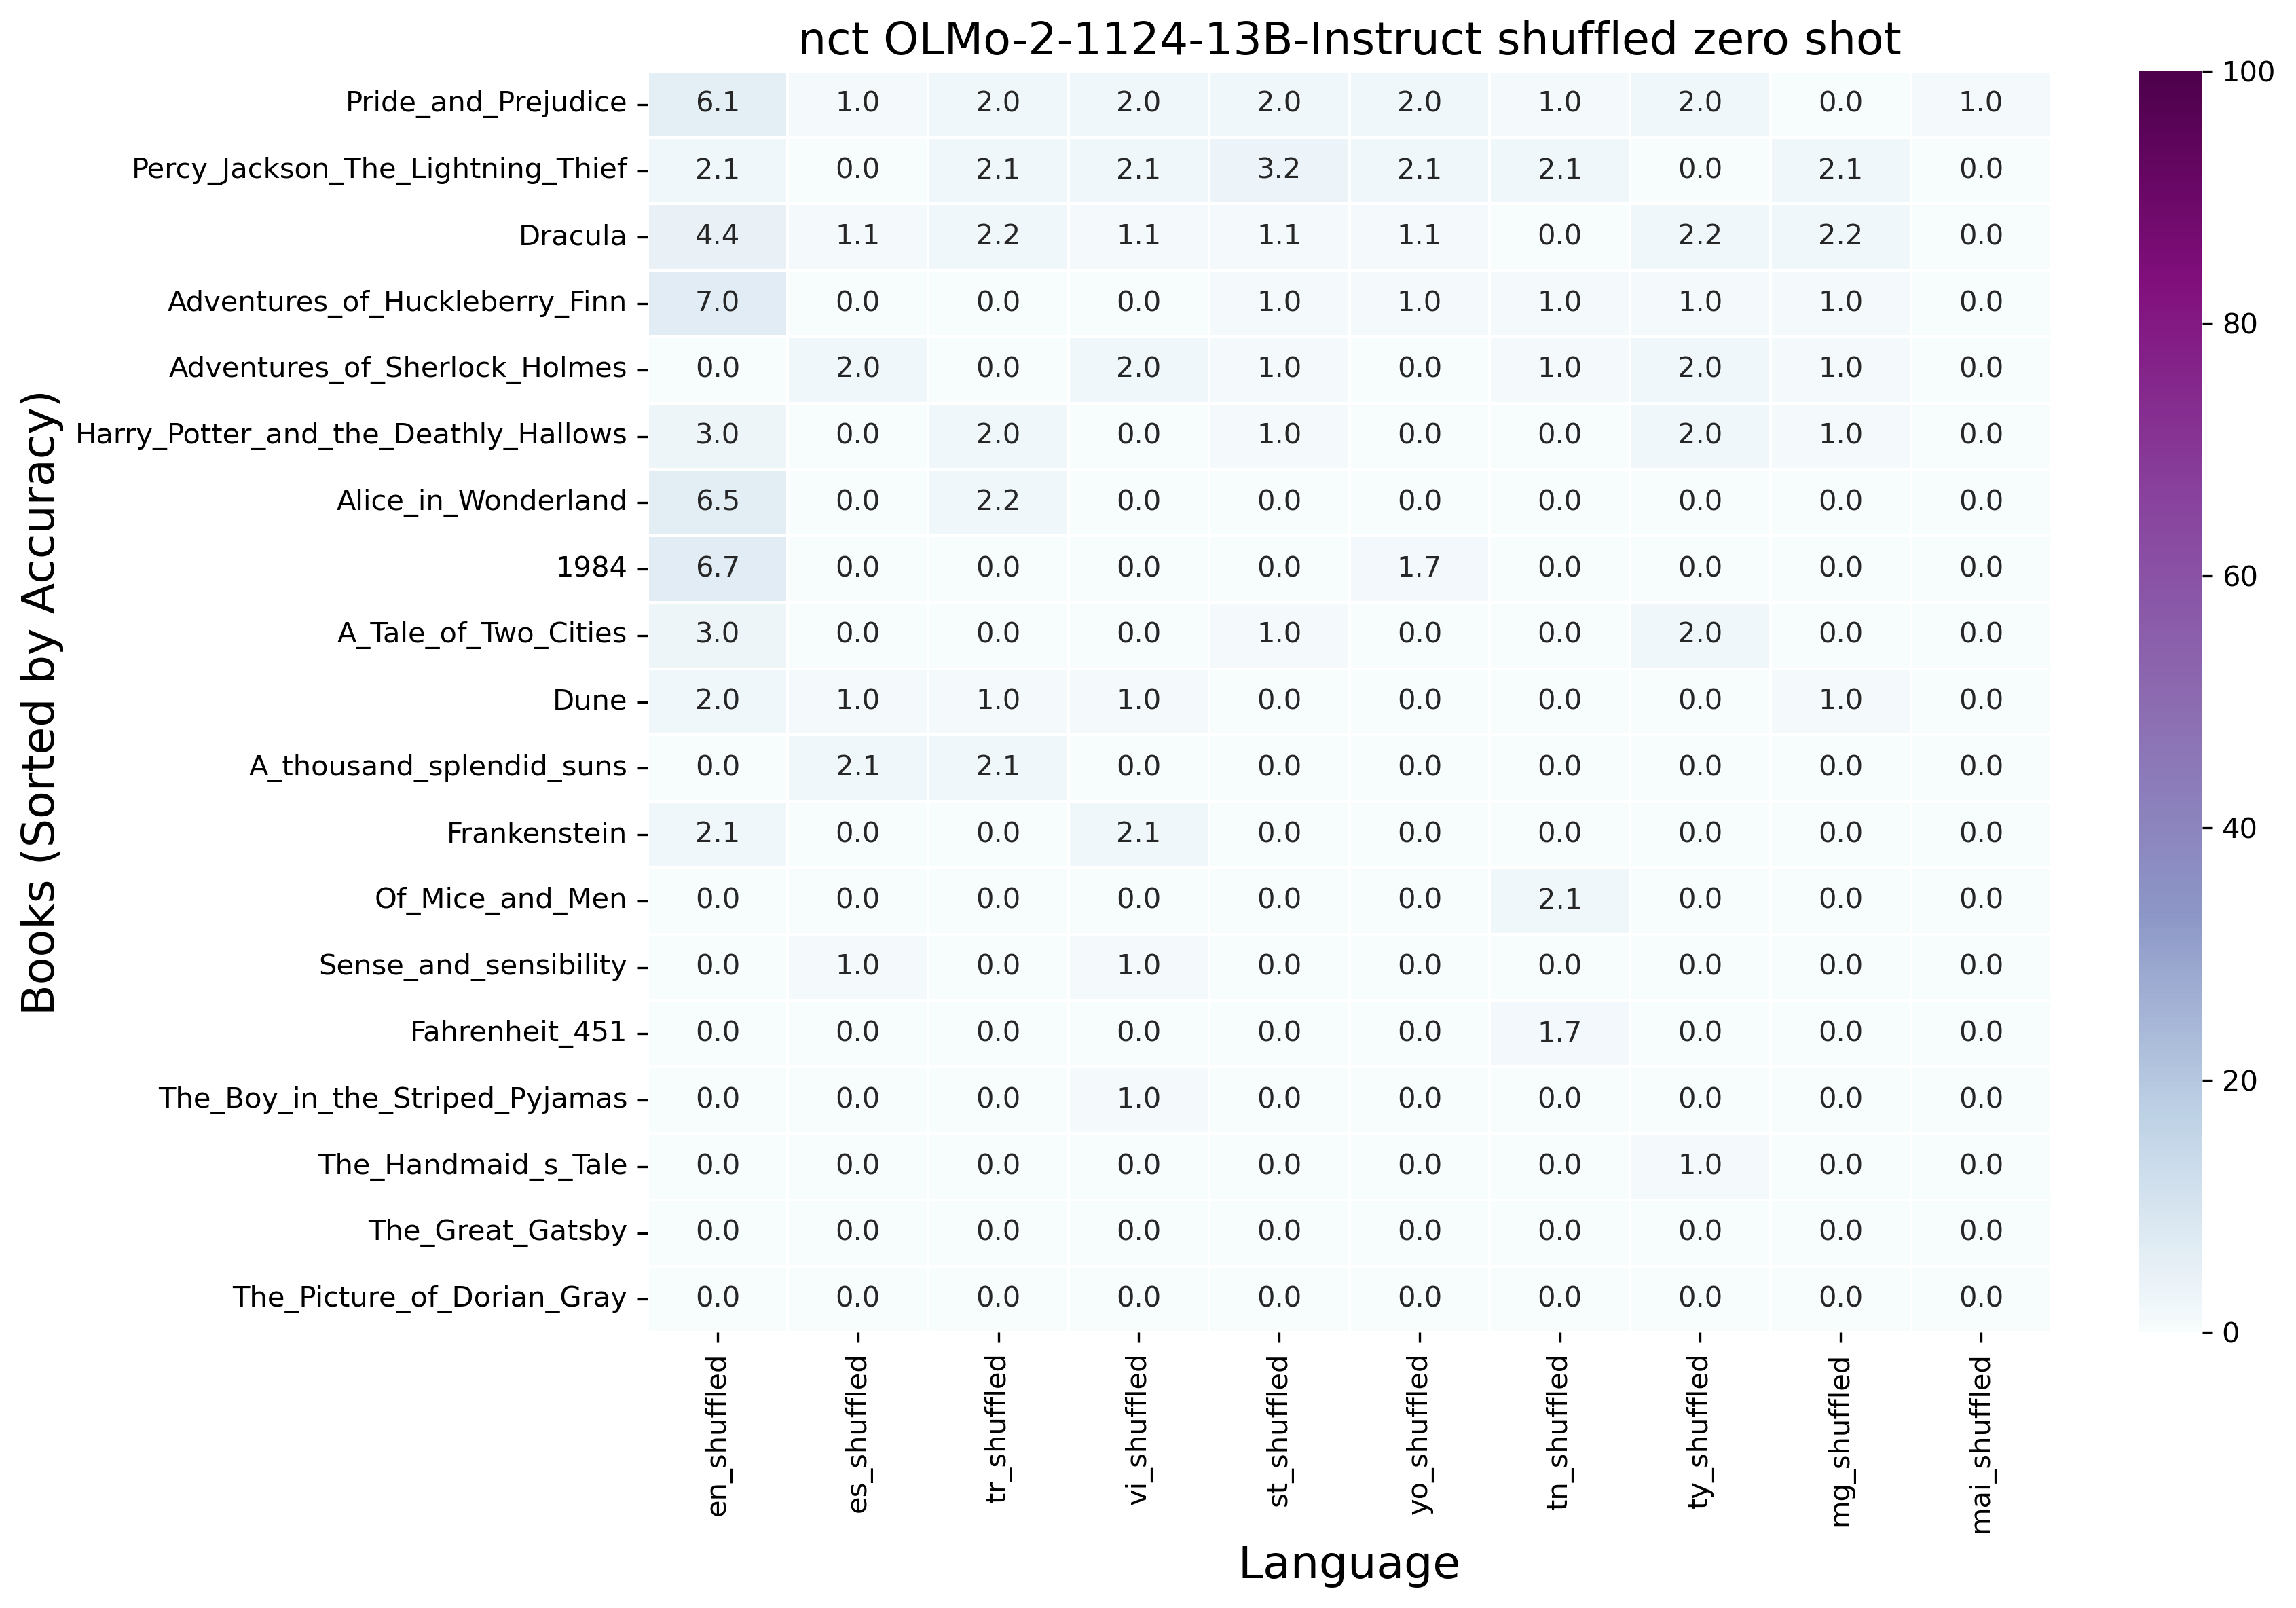 nct OLMo-2-1124-13B-Instruct shuffled zero shot
Books (Sorted by Accuracy)
Pride_and_Prejudice 6.1 1.0 2.0 2.0 2.0 2.0 1.0 2.0 0.0 1.0
Percy_Jackson_The_Lightning_Thief 2.1 0.0 2.1 2.1 3.2 2.1 2.1 0.0 2.1 0.0
Dracula 4.4 1.1 2.2 1.1 1.1 1.1 0.0 2.2 2.2 0.0
Adventures_of_Huckleberry_Finn 7.0 0.0 0.0 0.0 1.0 1.0 1.0 1.0 1.0 0.0
Adventures_of_Sherlock_Holmes 0.0 2.0 0.0 2.0 1.0 0.0 1.0 2.0 1.0 0.0
Harry_Potter_and_the_Deathly_Hallows 3.0 0.0 2.0 0.0 1.0 0.0 0.0 2.0 1.0 0.0
Alice_in_Wonderland 6.5 0.0 2.2 0.0 0.0 0.0 0.0 0.0 0.0 0.0
1984 6.7 0.0 0.0 0.0 0.0 1.7 0.0 0.0 0.0 0.0
A_Tale_of_Two_Cities 3.0 0.0 0.0 0.0 1.0 0.0 0.0 2.0 0.0 0.0
Dune 2.0 1.0 1.0 1.0 0.0 0.0 0.0 0.0 1.0 0.0
A_thousand_splendid_suns 0.0 2.1 2.1 0.0 0.0 0.0 0.0 0.0 0.0 0.0
Frankenstein 2.1 0.0 0.0 2.1 0.0 0.0 0.0 0.0 0.0 0.0
Of_Mice_and_Men 0.0 0.0 0.0 0.0 0.0 0.0 2.1 0.0 0.0 0.0
Sense_and_sensibility 0.0 1.0 0.0 1.0 0.0 0.0 0.0 0.0 0.0 0.0
Fahrenheit_451 0.0 0.0 0.0 0.0 0.0 0.0 1.7 0.0 0.0 0.0
The_Boy_in_the_Striped_Pyjamas 0.0 0.0 0.0 1.0 0.0 0.0 0.0 0.0 0.0 0.0
The_Handmaid_s_Tale 0.0 0.0 0.0 0.0 0.0 0.0 0.0 1.0 0.0 0.0
The_Great_Gatsby 0.0 0.0 0.0 0.0 0.0 0.0 0.0 0.0 0.0 0.0
The_Picture_of_Dorian_Gray 0.0 0.0 0.0 0.0 0.0 0.0 0.0 0.0 0.0 0.0
en_shuffled
es_shuffled
tr_shuffled
vi_shuffled
st_shuffled
yo_shuffled
tn_shuffled
ty_shuffled
mg_shuffled
mai_shuffled
Language
100
80
60
40
20
0